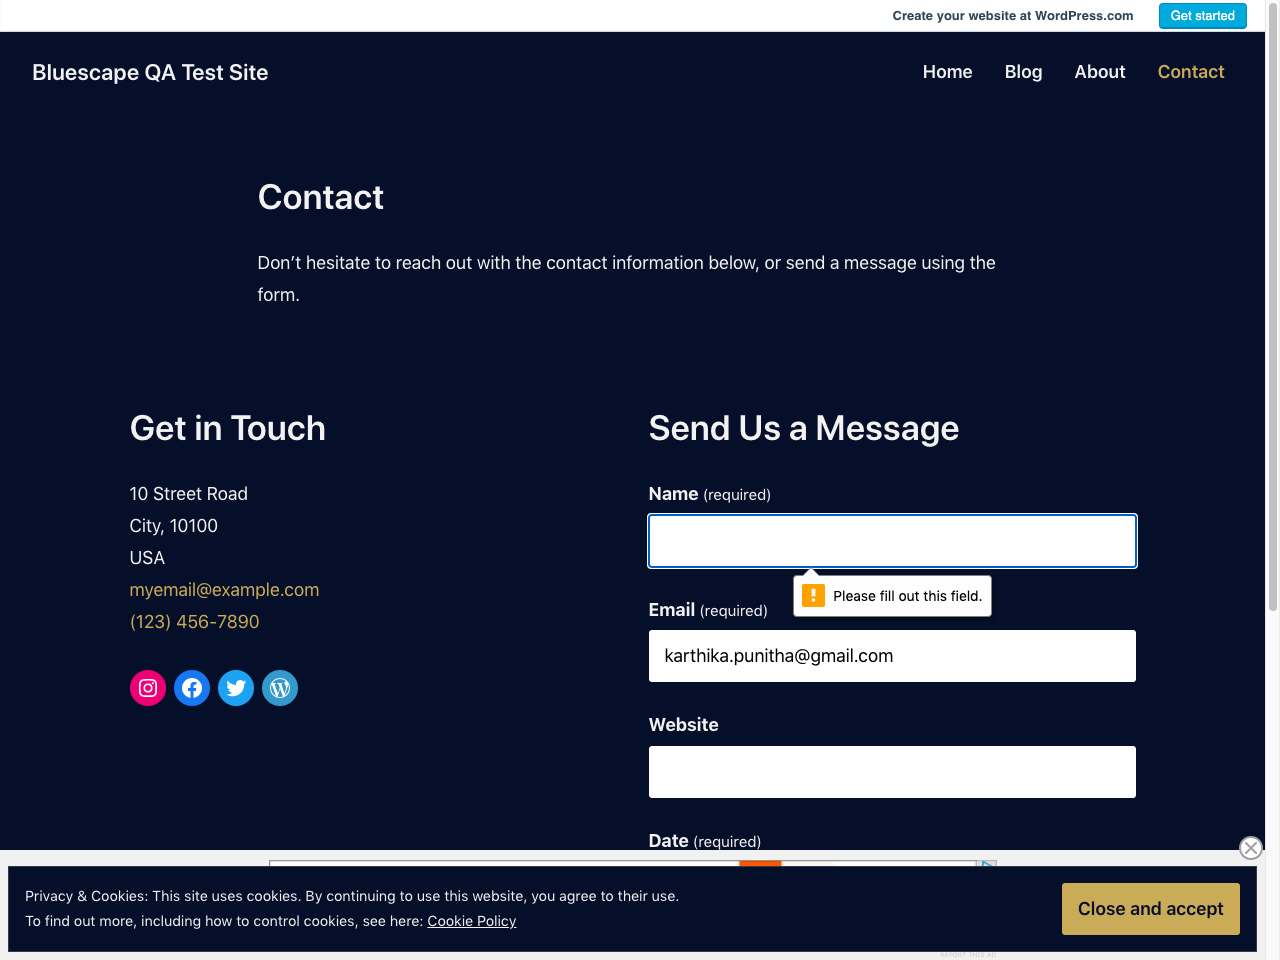 Create your website at WordPress.com
Get started
Bluescape QA Test Site
Home
Blog
About
Contact
Contact
Don’t hesitate to reach out with the contact information below, or send a message using the
form.
Get in Touch
10 Street Road
City, 10100
USA
myemail@example.com
(123) 456-7890
Send Us a Message
Name (required)
Please fill out this field.
Email (required)
karthika.punitha@gmail.com
Website
Date (required)
Privacy & Cookies: This site uses cookies. By continuing to use this website, you agree to their use.
To find out more, including how to control cookies, see here: Cookie Policy
Close and accept
REPORT THIS AD